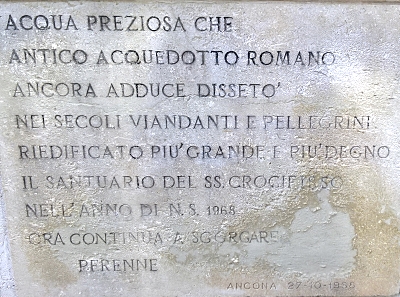 ACQUA PREZIOSA CHE
ANTICO ACQUEDOTTO ROMANO
ANCORA ADDUCE, DISSETO'
NEI SECOLI VIANDANTI E PELLEGRINI
RIEDIFICATO PIU' GRANDE E PIU' DEGNO
IL SANTUARIO DEL SS. CROCIFISSO
NELL'ANNO DI N.S. 1968
ORA CONTINUA A SGORGARE
PERENNE
ANCONA 27-10-